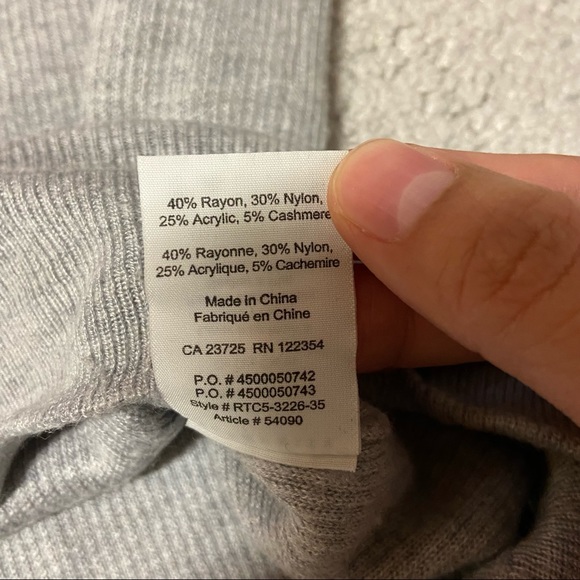 40% Rayon, 30% Nylon,
25% Acrylic, 5% Cashmere
40% Rayonne, 30% Nylon,
25% Acrylique, 5% Cachemire
Made in China
Fabriqué en Chine
CA 23725 RN 122354
P.O. # 4500050742
P.O. # 4500050743
Style # RTC5-3226-35
Article # 54090